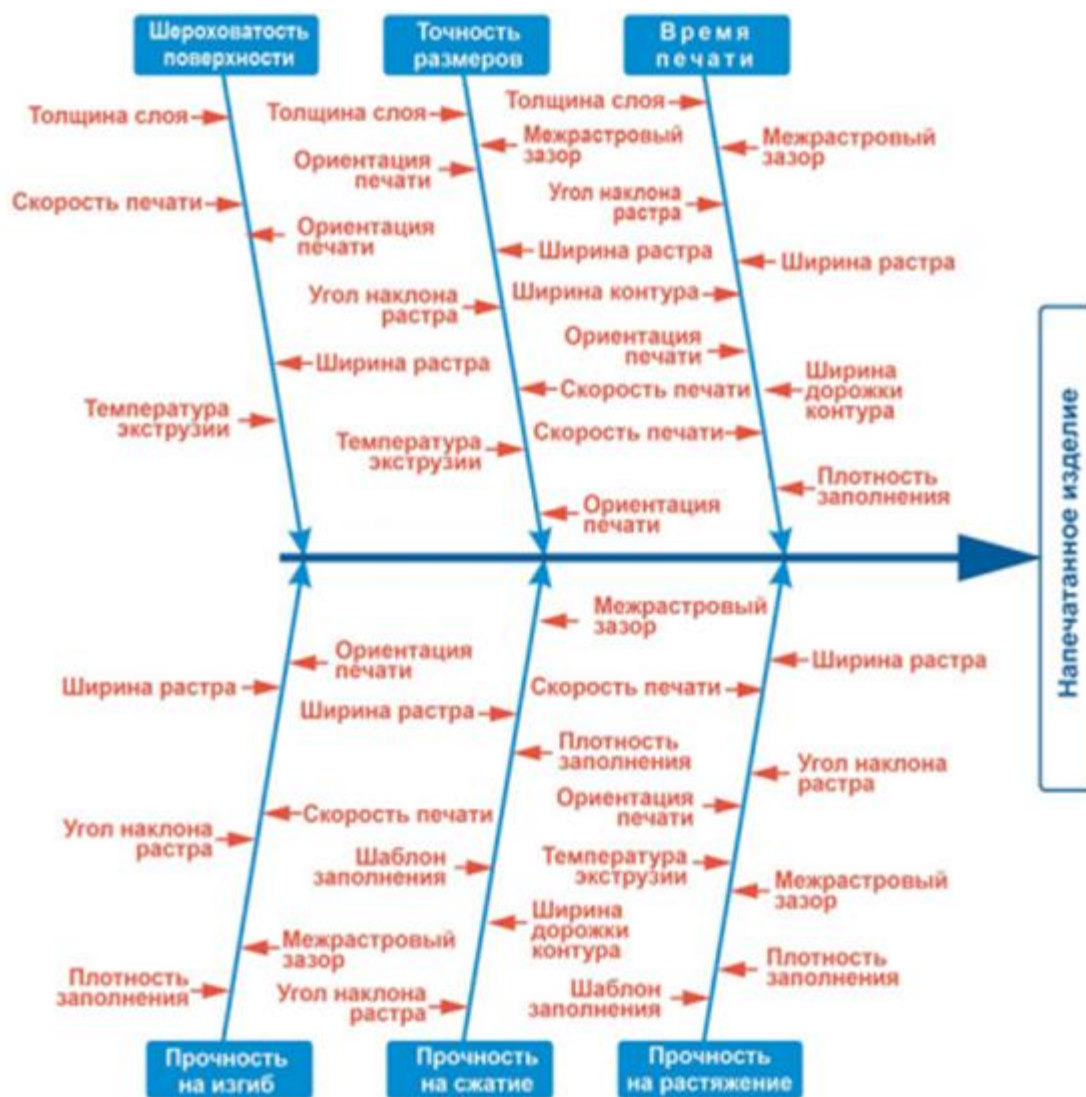 Шероховатость
поверхности
Точность
размеров
Время
печати
Толщина слоя
Скорость печати
Ориентация
печати
Ширина растра
Температура
экструзии
Толщина слоя
Межрастровый
зазор
Ориентация
печати
Ширина растра
Угол наклона
растра
Скорость печати
Температура
экструзии
Ориентация
печати
Толщина слоя
Межрастровый
зазор
Угол наклона
растра
Ширина растра
Ширина контура
Ориентация
печати
Ширина
дорожки
контура
Скорость печати
Плотность
заполнения
Напечатанное изделие
Ориентация
печати
Ширина растра
Скорость печати
Угол наклона
растра
Межрастровый
зазор
Плотность
заполнения
Межрастровый
зазор
Ширина растра
Плотность
заполнения
Шаблон
заполнения
Ширина
дорожки
контура
Угол наклона
растра
Ширина растра
Скорость печати
Угол наклона
растра
Ориентация
печати
Температура
экструзии
Межрастровый
зазор
Плотность
заполнения
Шаблон
заполнения
Прочность
на изгиб
Прочность
на сжатие
Прочность
на растяжение